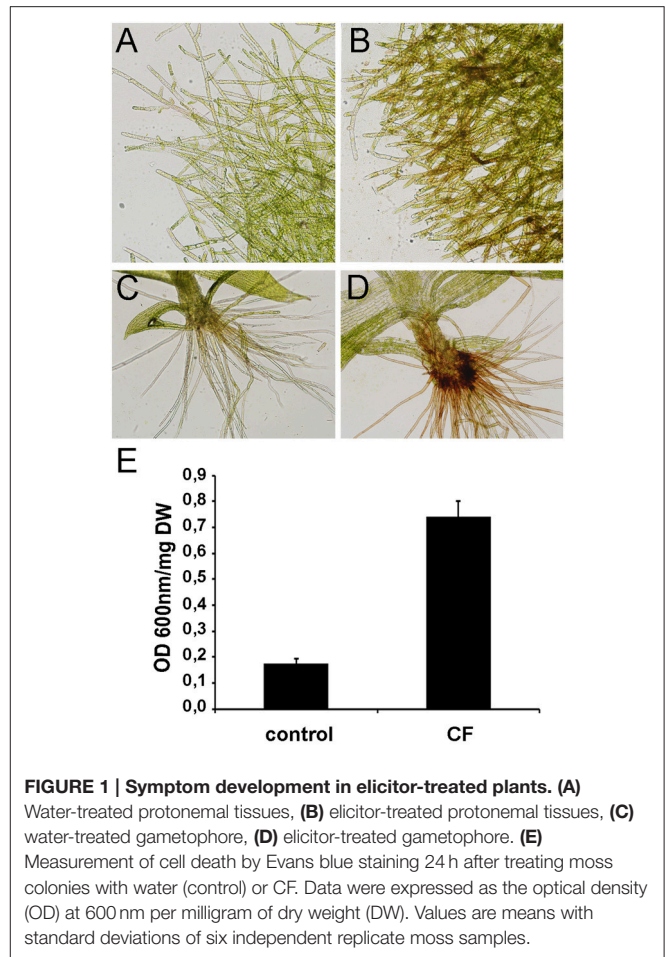 A
B
C
D
E
0,9
0,8
0,7
0,6
0,5
0,4
0,3
0,2
0,1
0,0
OD 600nm/mg DW
control
CF
FIGURE 1 | Symptom development in elicitor-treated plants. (A)
Water-treated protonemal tissues, (B) elicitor-treated protonemal tissues, (C)
water-treated gametophore, (D) elicitor-treated gametophore. (E)
Measurement of cell death by Evans blue staining 24 h after treating moss
colonies with water (control) or CF. Data were expressed as the optical density
(OD) at 600 nm per milligram of dry weight (DW). Values are means with
standard deviations of six independent replicate moss samples.